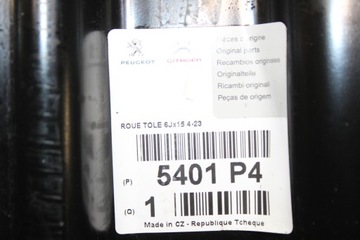 Pièces d'origine
PEUGEOT CITROËN
Original parts
Recambios originales
Originalteile
Ricambi originali
Peças de origem
ROUE TOLE 6Jx15 4-23
(P) 5401 P4
(Q) 1
Made in CZ - Republique Tcheque